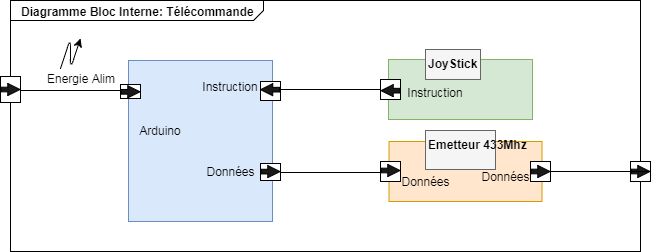 Diagramme Bloc Interne: Télécommande
Energie Alim
JoyStick
Instruction
Instruction
Arduino
Emetteur 433Mhz
Données
Données
Données